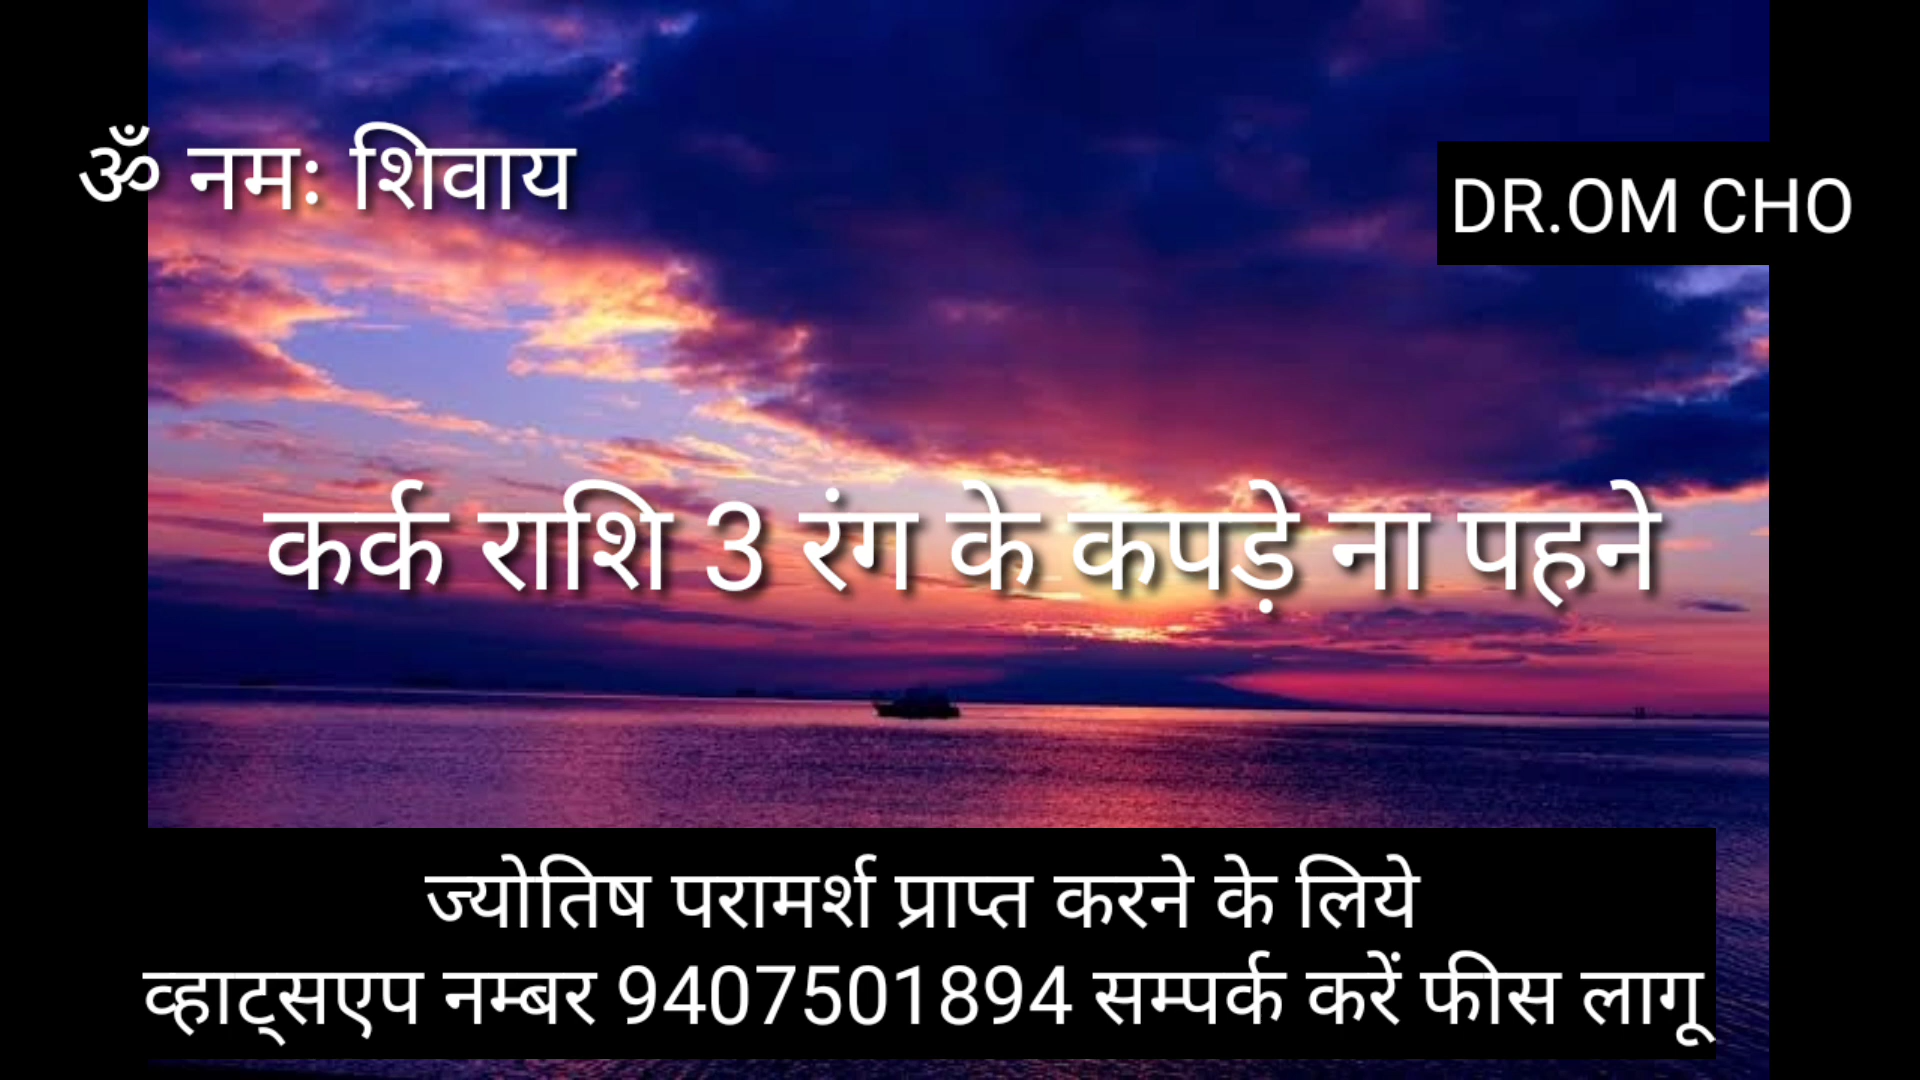 ॐ नमः शिवाय
DR.OM CHO
कर्क राशि 3 रंग के कपड़े ना पहने
ज्योतिष परामर्श प्राप्त करने के लिये
व्हाट्सएप नम्बर 9407501894 सम्पर्क करें फीस लागू